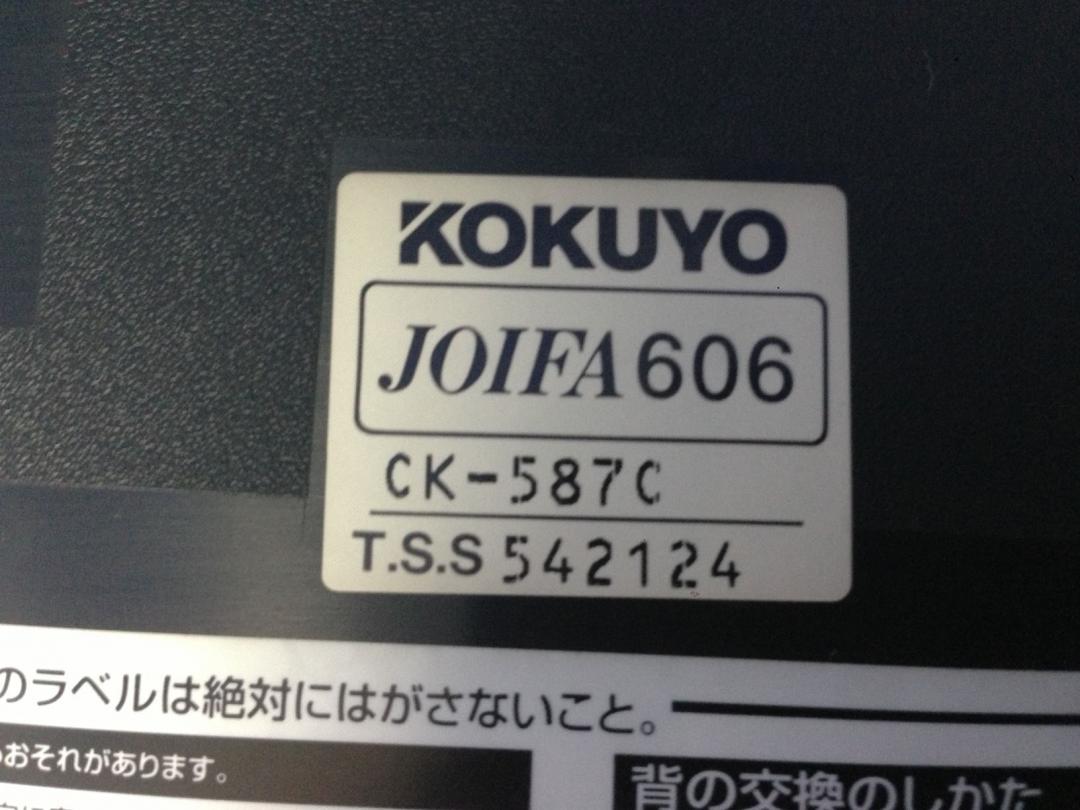 KOKUYO
JOIFA 606
CK-587C
T.S.S 542124
のラベルは絶対にはがさないこと。
おそれがあります。
背の交換のしかた